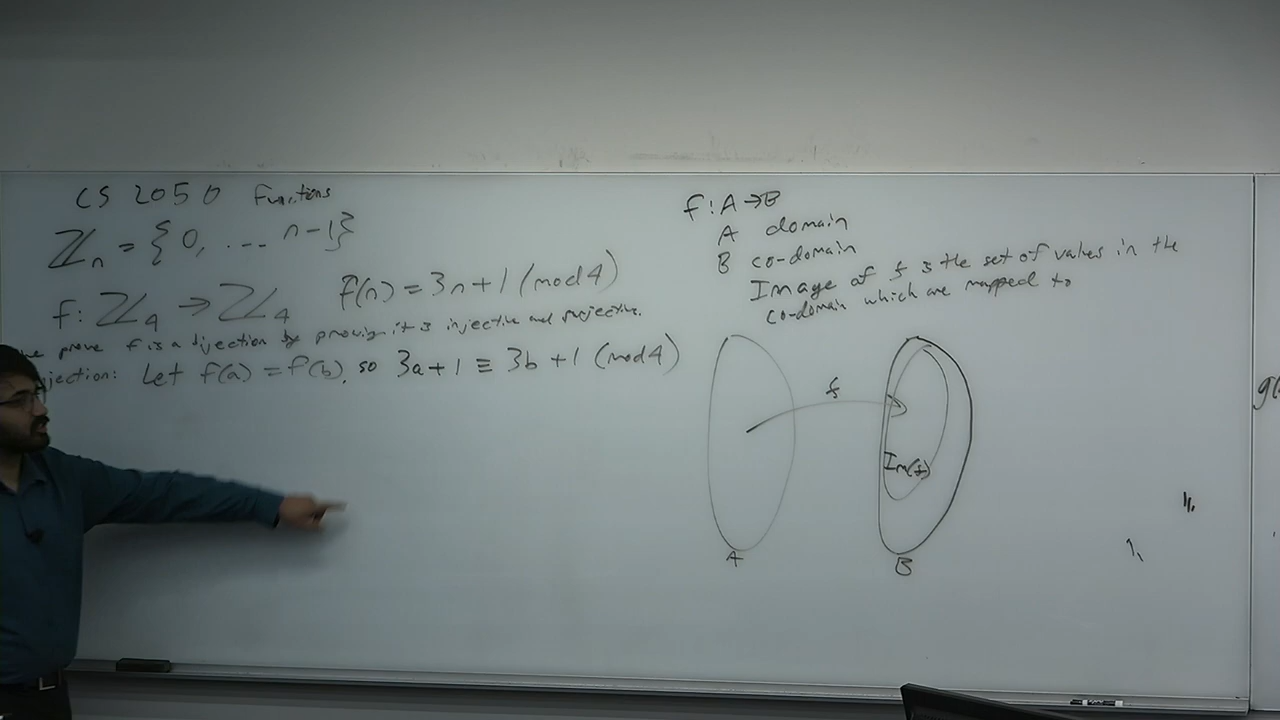 CS 2050 Functions
ℤn = {0, ... n-1}
f: ℤ4 → ℤ4 f(n) = 3n+1 (mod 4)
we prove f is a bijection by proving it is injective and surjective.
jection: Let f(a) = f(b), so 3a+1 ≡ 3b+1 (mod 4)
f: A → B
A domain
B co-domain
Image of f is the set of values in the
co-domain which are mapped to
f
Im(f)
A
B